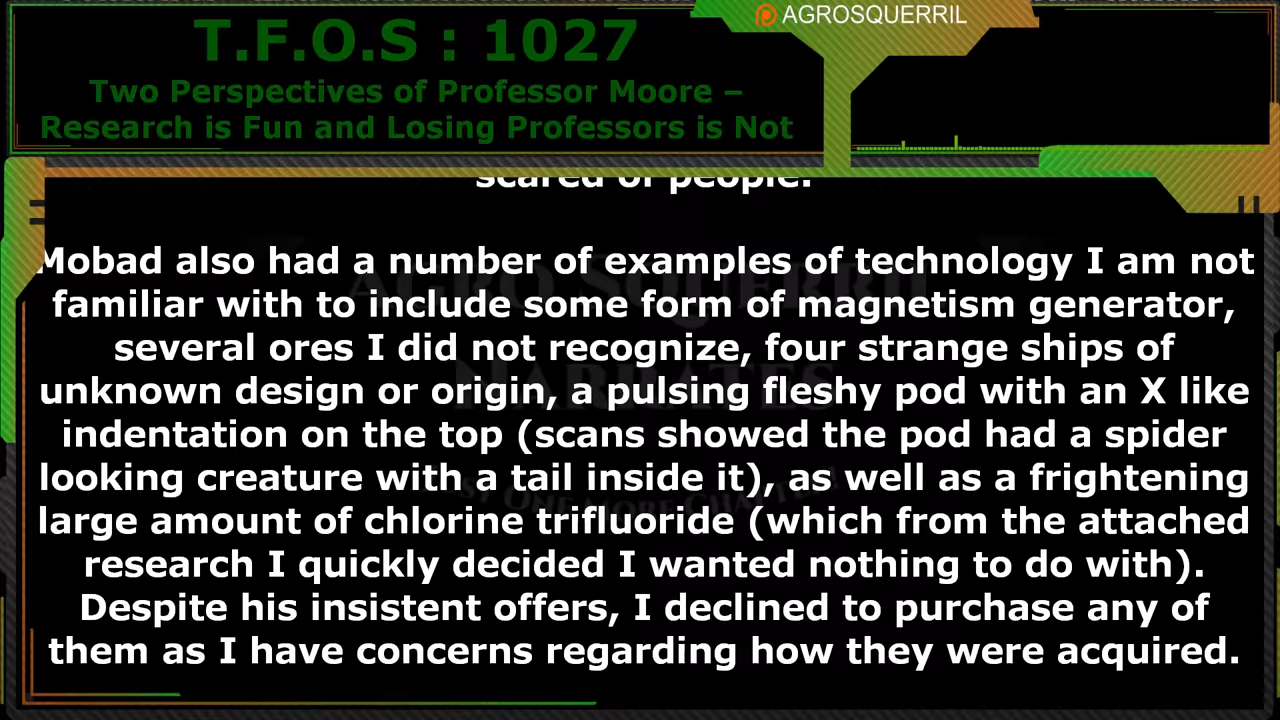 AGROSQUERRIL
T.F.O.S : 1027
Two Perspectives of Professor Moore –
Research is Fun and Losing Professors is Not
scared of people.
Mobad also had a number of examples of technology I am not
familiar with to include some form of magnetism generator,
several ores I did not recognize, four strange ships of
unknown design or origin, a pulsing fleshy pod with an X like
indentation on the top (scans showed the pod had a spider
looking creature with a tail inside it), as well as a frightening
large amount of chlorine trifluoride (which from the attached
research I quickly decided I wanted nothing to do with).
Despite his insistent offers, I declined to purchase any of
them as I have concerns regarding how they were acquired.